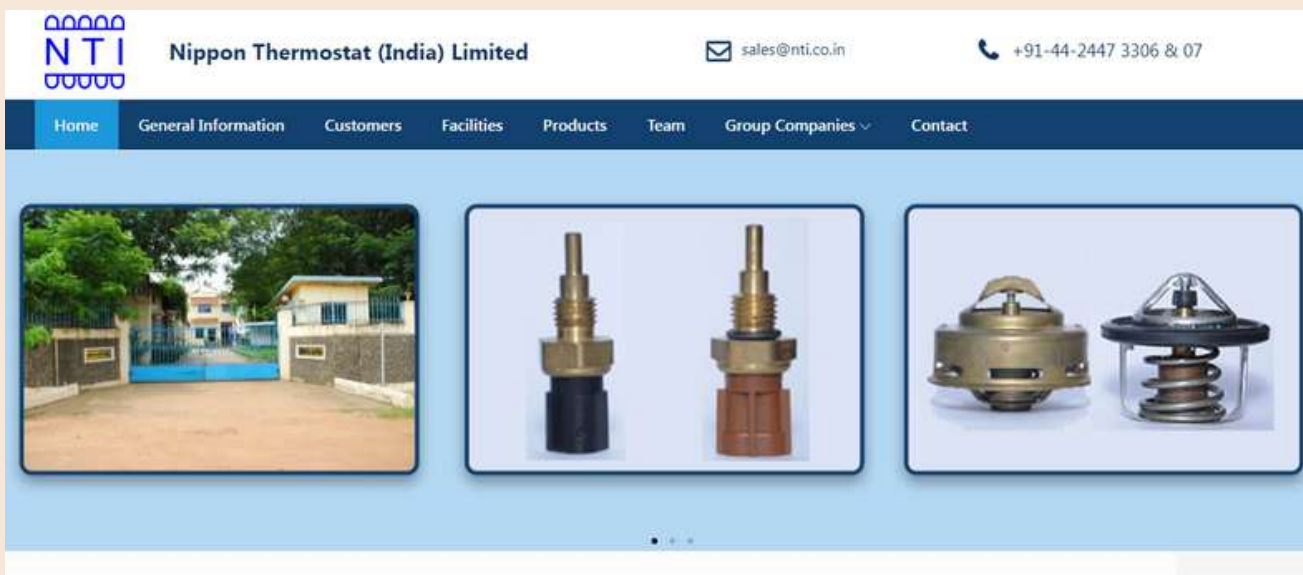 NTI
Nippon Thermostat (India) Limited
sales@nti.co.in
+91-44-2447 3306 & 07
Home General Information Customers Facilities Products Team Group Companies Contact